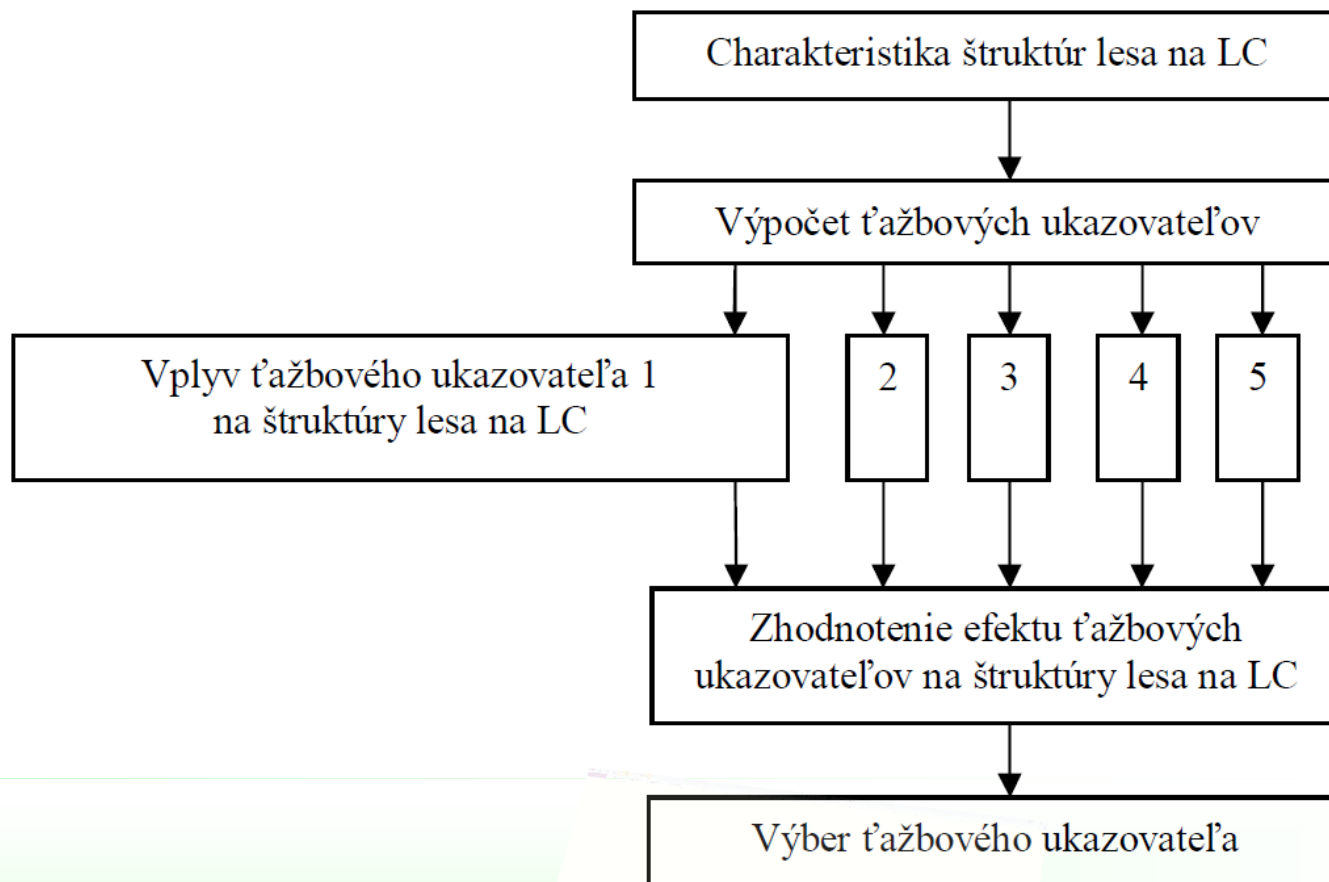 Charakteristika štruktúr lesa na LC
Výpočet ťažbových ukazovateľov
Vplyv ťažbového ukazovateľa 1
na štruktúry lesa na LC
2
3
4
5
Zhodnotenie efektu ťažbových
ukazovateľov na štruktúry lesa na LC
Výber ťažbového ukazovateľa